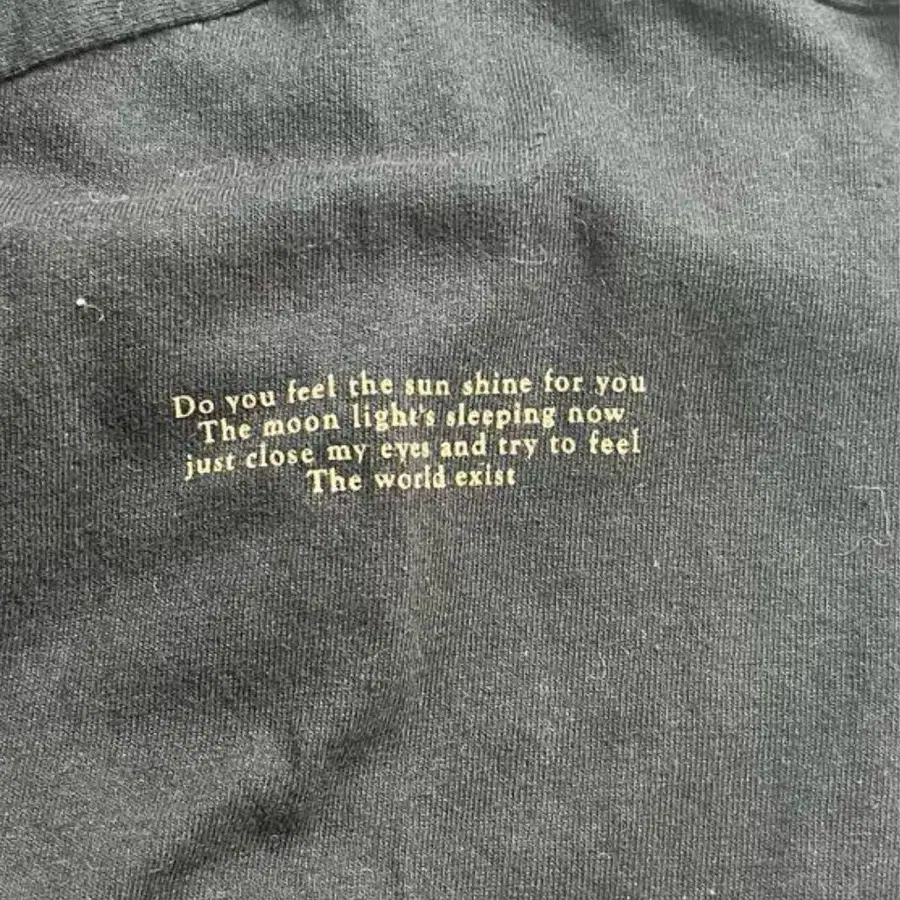 Do you feel the sun shine for you
The moon light's sleeping now
just close my eyes and try to feel
The world exist